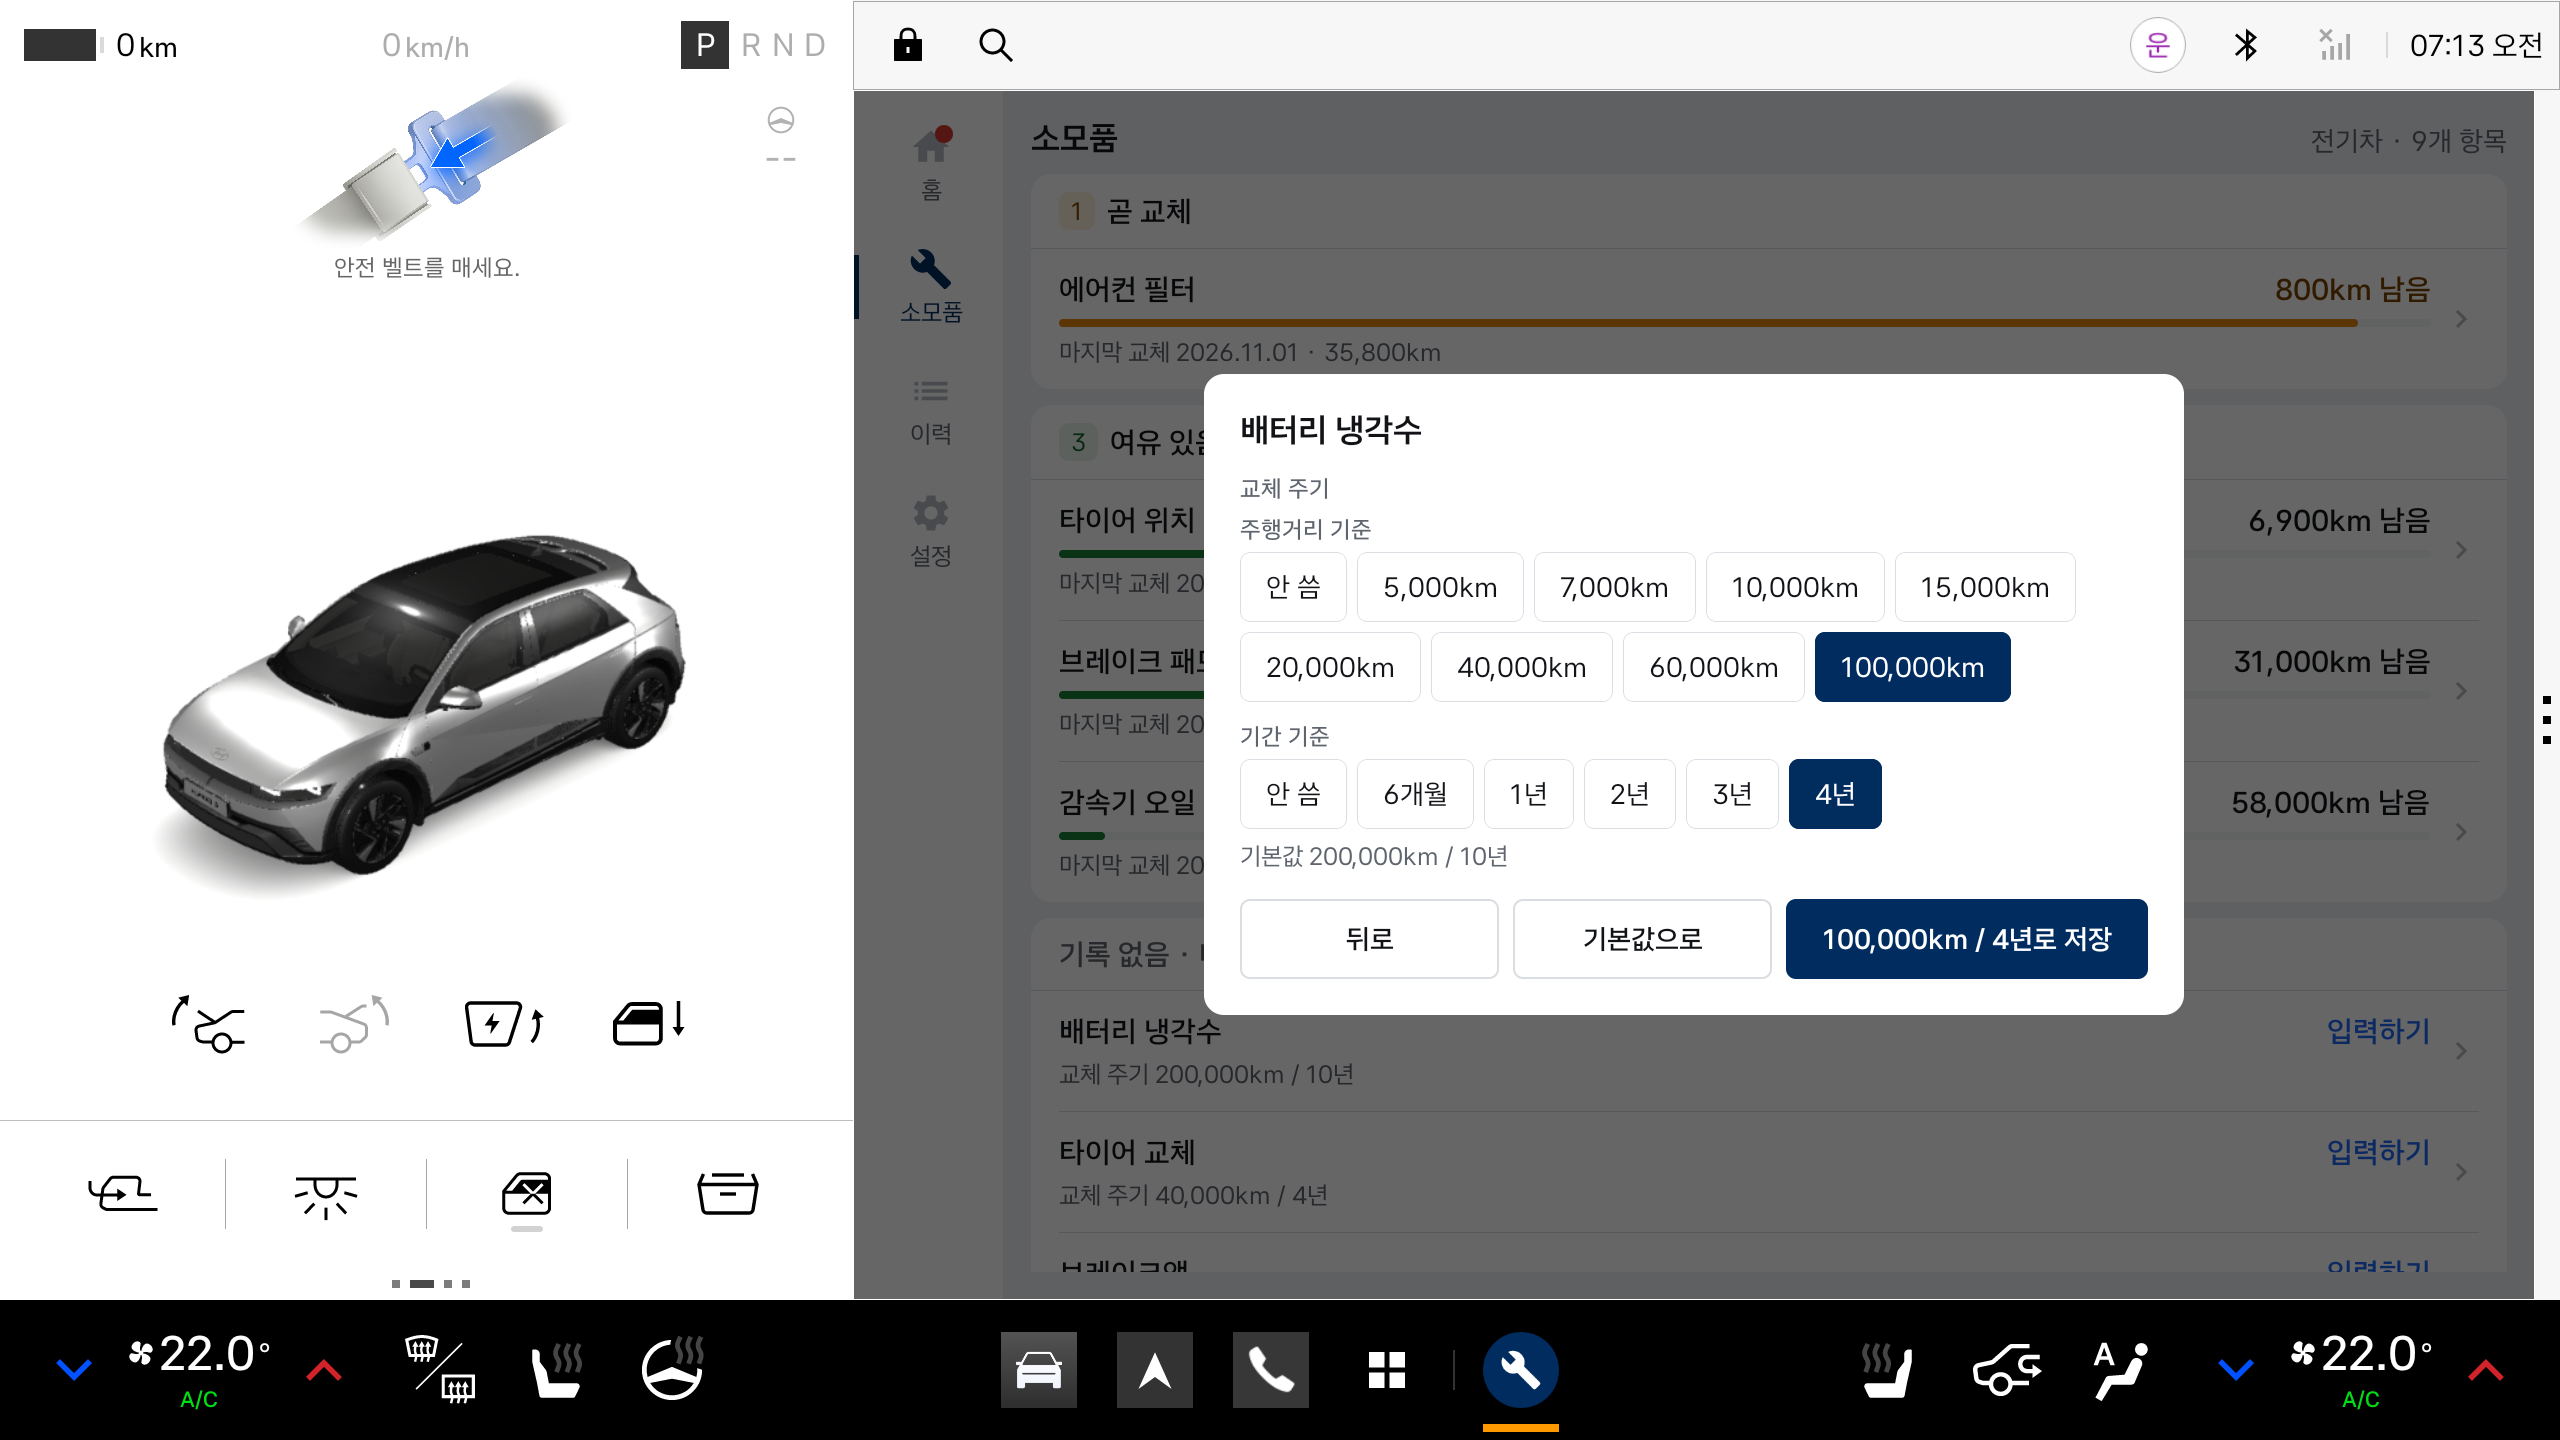 0 km
0 km/h
P R N D
안전 벨트를 매세요.
운
07:13 오전
홈
소모품
이력
설정
소모품
전기차 · 9개 항목
1 곧 교체
에어컨 필터
800km 남음
마지막 교체 2026.11.01 · 35,800km
3 여유 있
타이어 위치
6,900km 남음
마지막 교체 20
브레이크 패
31,000km 남음
마지막 교체 20
감속기 오일
58,000km 남음
마지막 교체 20
기록 없음 ·
배터리 냉각수
입력하기
교체 주기 200,000km / 10년
타이어 교체
입력하기
교체 주기 40,000km / 4년
브레이크액
입력하기
배터리 냉각수
교체 주기
주행거리 기준
안 씀 5,000km 7,000km 10,000km 15,000km
20,000km 40,000km 60,000km 100,000km
기간 기준
안 씀 6개월 1년 2년 3년 4년
기본값 200,000km / 10년
뒤로 기본값으로 100,000km / 4년로 저장
22.0°
A/C
A
22.0°
A/C